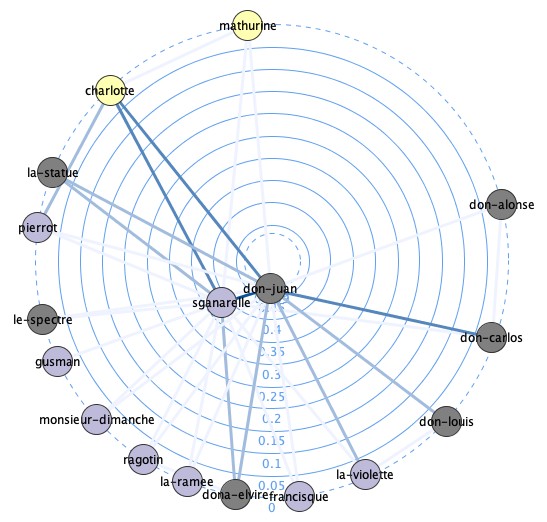 mathurine
charlotte
la-statue
don-alonse
pierrot
don-juan
sganarelle
le-spectre
0.4
don-carlos
0.35
gusman
0.3
0.25
monsieur-dimanche
0.2
don-louis
0.15
ragotin
0.1
la-violette
la-ramee
0.05
dona-elvire
francisque
0